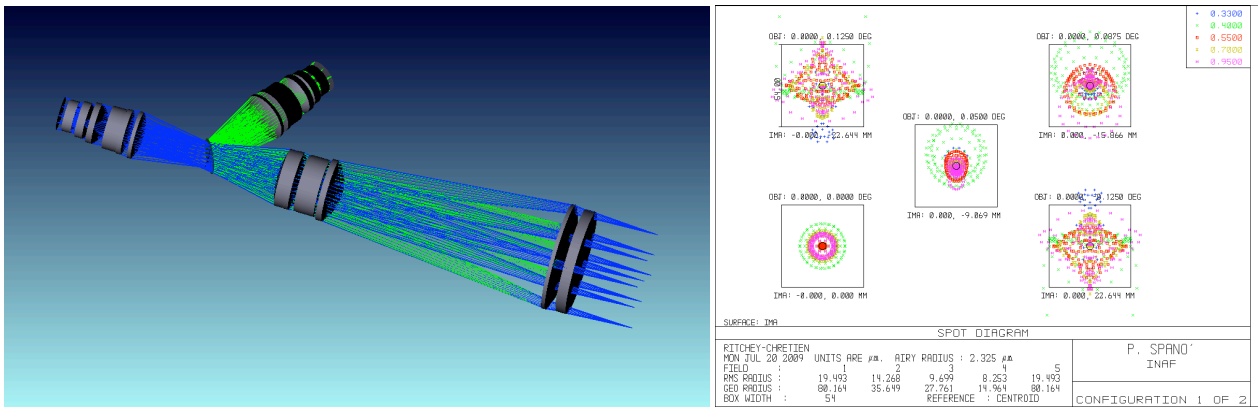 + 0.3300
× 0.4000
0.5500
0.7000
× 0.9500
OBJ: 0.0000, 0.1250 DEG
OBJ: 0.0000, 0.0875 DEG
IMA: -0.000, -22.644 MM
IMA: 0.000, -15.866 MM
OBJ: 0.0000, 0.0500 DEG
IMA: 0.000, -9.069 MM
OBJ: 0.0000, 0.0000 DEG
OBJ: 0.0000, -0.1250 DEG
IMA: -0.000, 0.000 MM
IMA: 0.000, 22.644 MM
SURFACE: IMA
SPOT DIAGRAM
RITCHEY-CHRETIEN
MON JUL 20 2009 UNITS ARE µm. AIRY RADIUS : 2.325 µm
FIELD : 1 2 3 4 5
RMS RADIUS : 19.493 14.268 9.699 8.253 19.493
GEO RADIUS : 80.164 35.649 27.761 14.964 80.164
BOX WIDTH : 54 REFERENCE : CENTROID
P. SPANO'
INAF
CONFIGURATION 1 OF 2